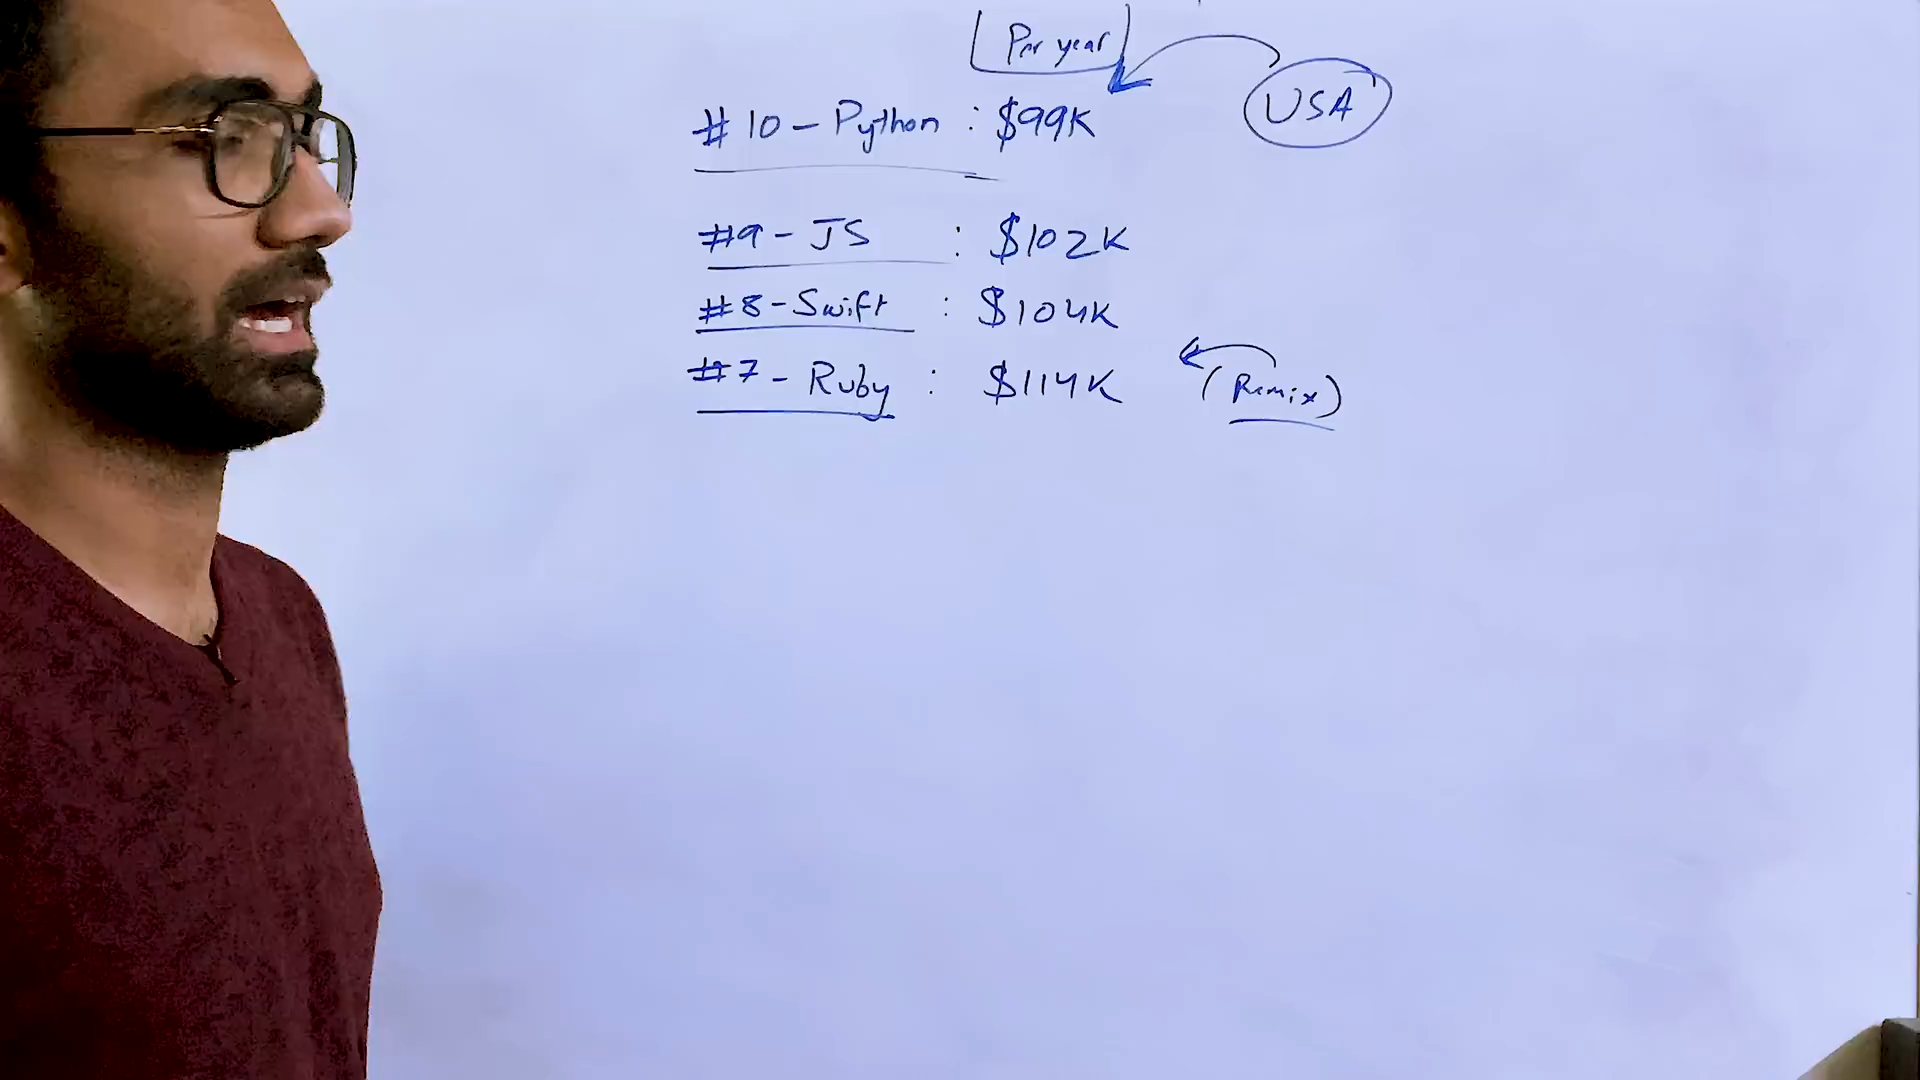 Per year
#10 - Python : $99K USA
#9 - JS : $102K
#8 - Swift : $104K
#7 - Ruby : $114K (Remix)